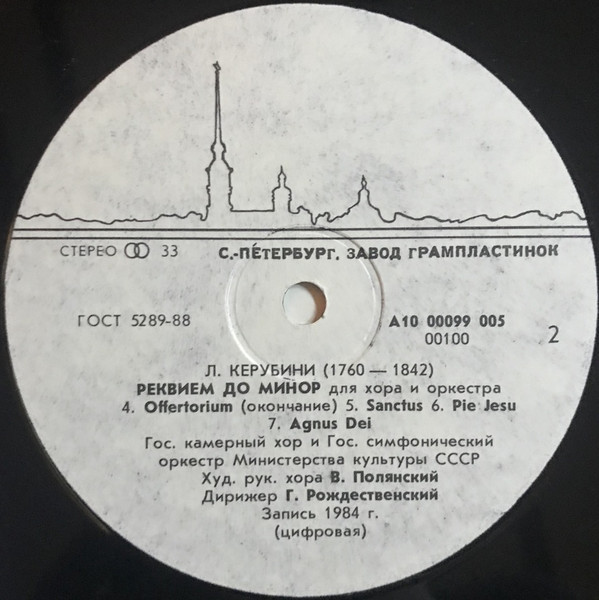 СТЕРЕО 33 С.-ПЕТЕРБУРГ. ЗАВОД ГРАМПЛАСТИНОК
ГОСТ 5289-88
А10 00099 005
00100
2
Л. КЕРУБИНИ (1760 — 1842)
РЕКВИЕМ ДО МИНОР для хора и оркестра
4. Offertorium (окончание) 5. Sanctus 6. Pie Jesu
7. Agnus Dei
Гос. камерный хор и Гос. симфонический
оркестр Министерства культуры СССР
Худ. рук. хора В. Полянский
Дирижер Г. Рождественский
Запись 1984 г.
(цифровая)